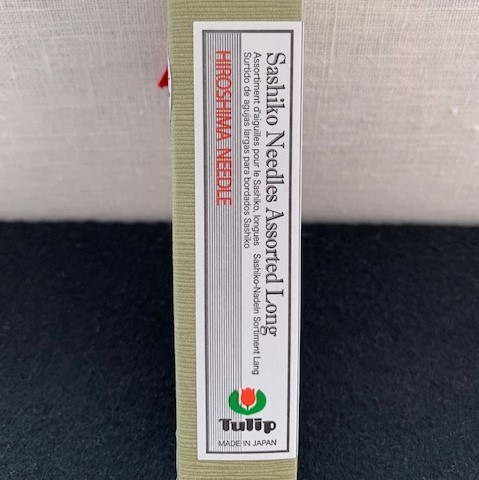 Sashiko Needles Assorted Long
Assortiment d'aiguilles pour le Sashiko, longues Sashiko-Nadeln Sortiment Lang
Surtido de agujas largas para bordados Sashiko
HIROSHIMA NEEDLE
Tulip
MADE IN JAPAN